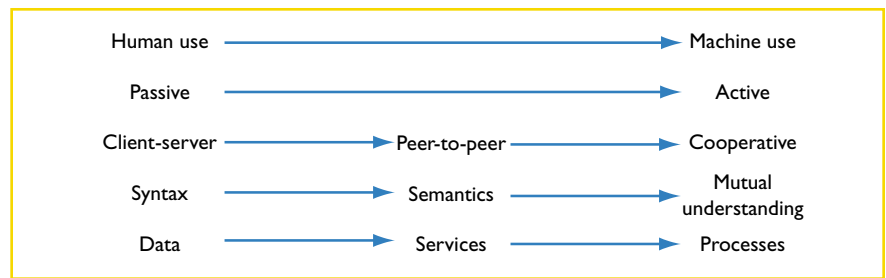 Human use Machine use
Passive Active
Client-server Peer-to-peer Cooperative
Syntax Semantics Mutual
understanding
Data Services Processes